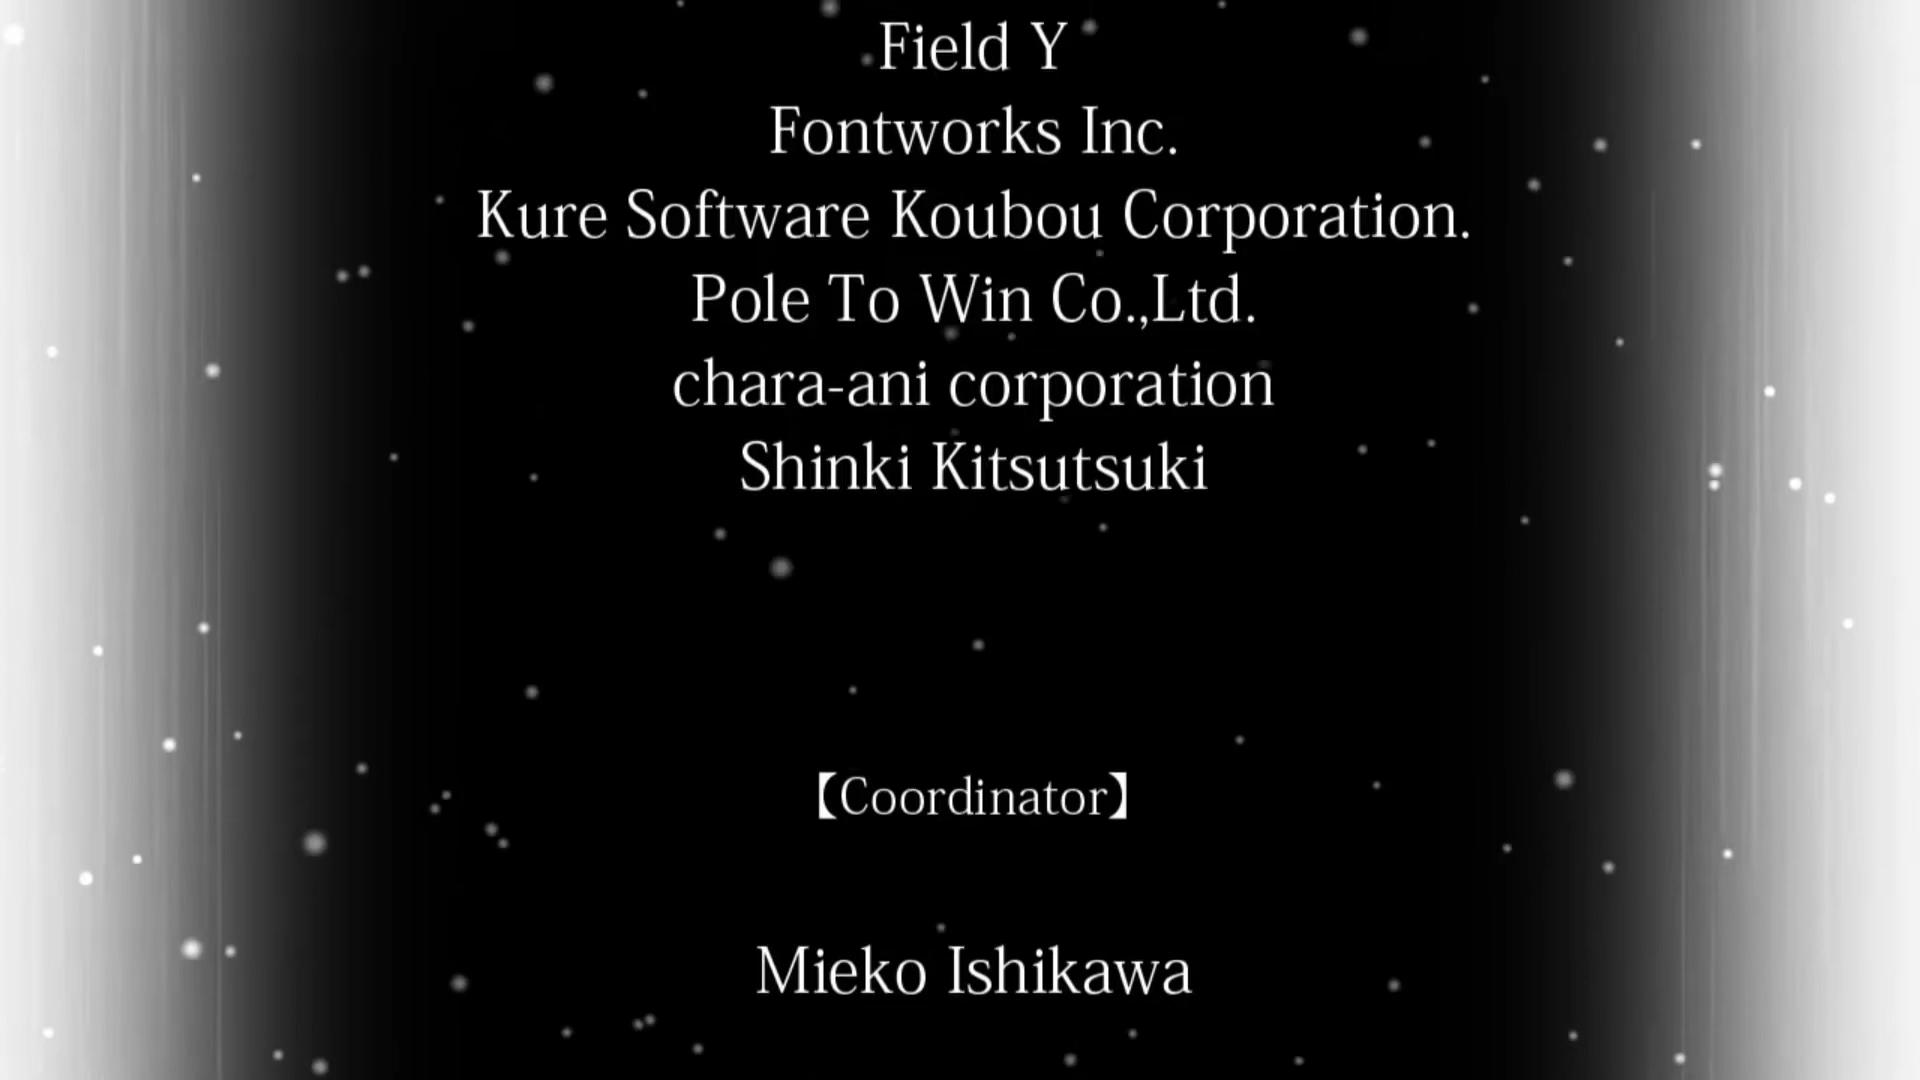 Field Y
Fontworks Inc.
Kure Software Koubou Corporation.
Pole To Win Co.,Ltd.
chara-ani corporation
Shinki Kitsutsuki
【Coordinator】
Mieko Ishikawa